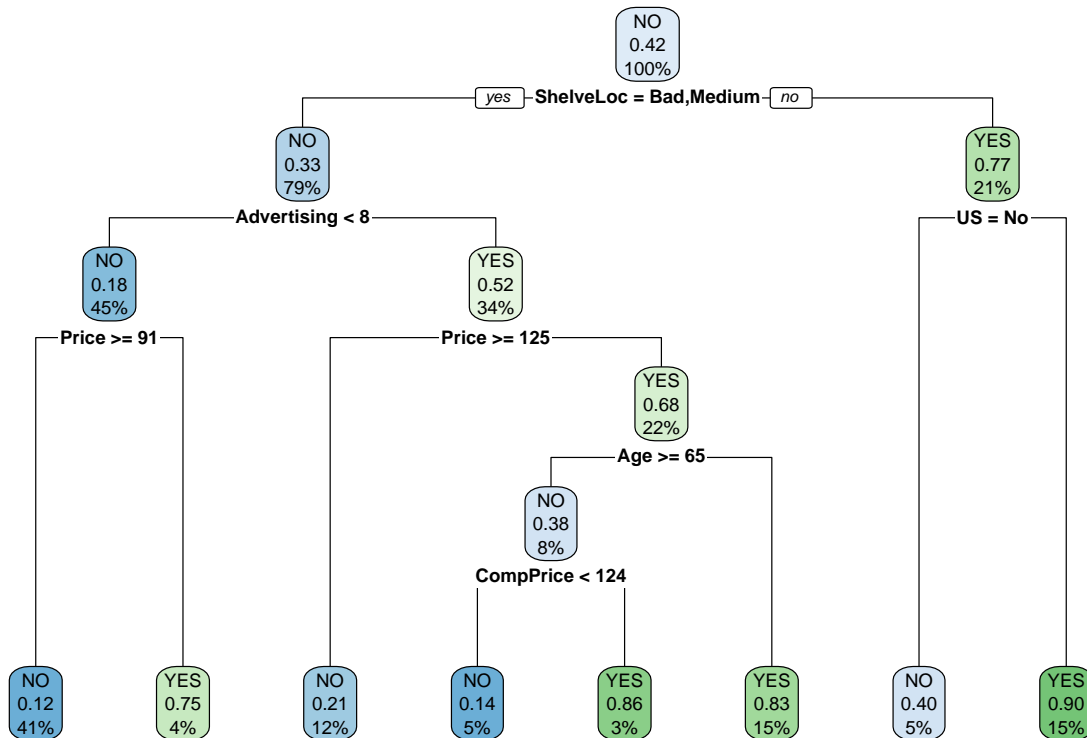 NO
0.42
100%
yes ShelveLoc = Bad,Medium no
NO
0.33
79%
YES
0.77
21%
Advertising < 8
US = No
NO
0.18
45%
YES
0.52
34%
Price >= 91
Price >= 125
YES
0.68
22%
Age >= 65
NO
0.38
8%
CompPrice < 124
NO
0.12
41%
YES
0.75
4%
NO
0.21
12%
NO
0.14
5%
YES
0.86
3%
YES
0.83
15%
NO
0.40
5%
YES
0.90
15%